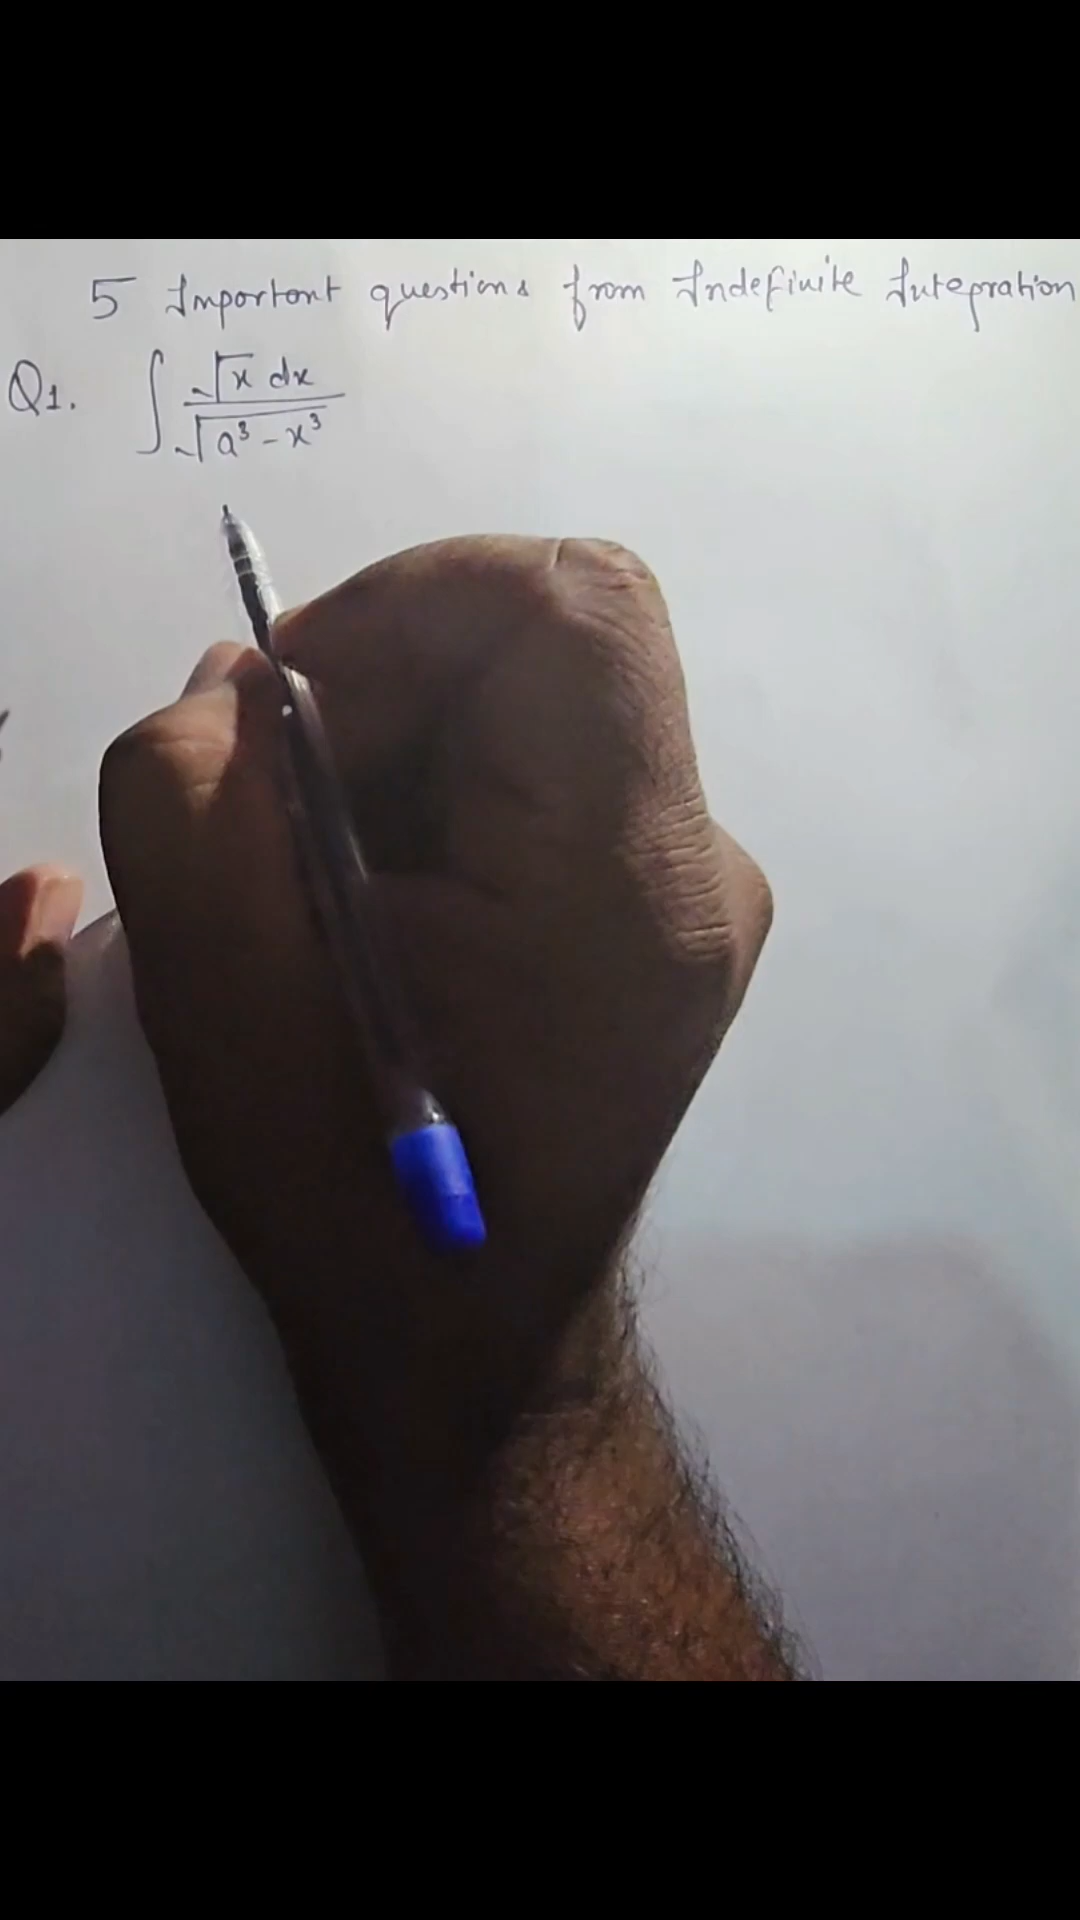 5 Important questions from Indefinite Integration
Q1. ∫ √x dx / √(a³ - x³)